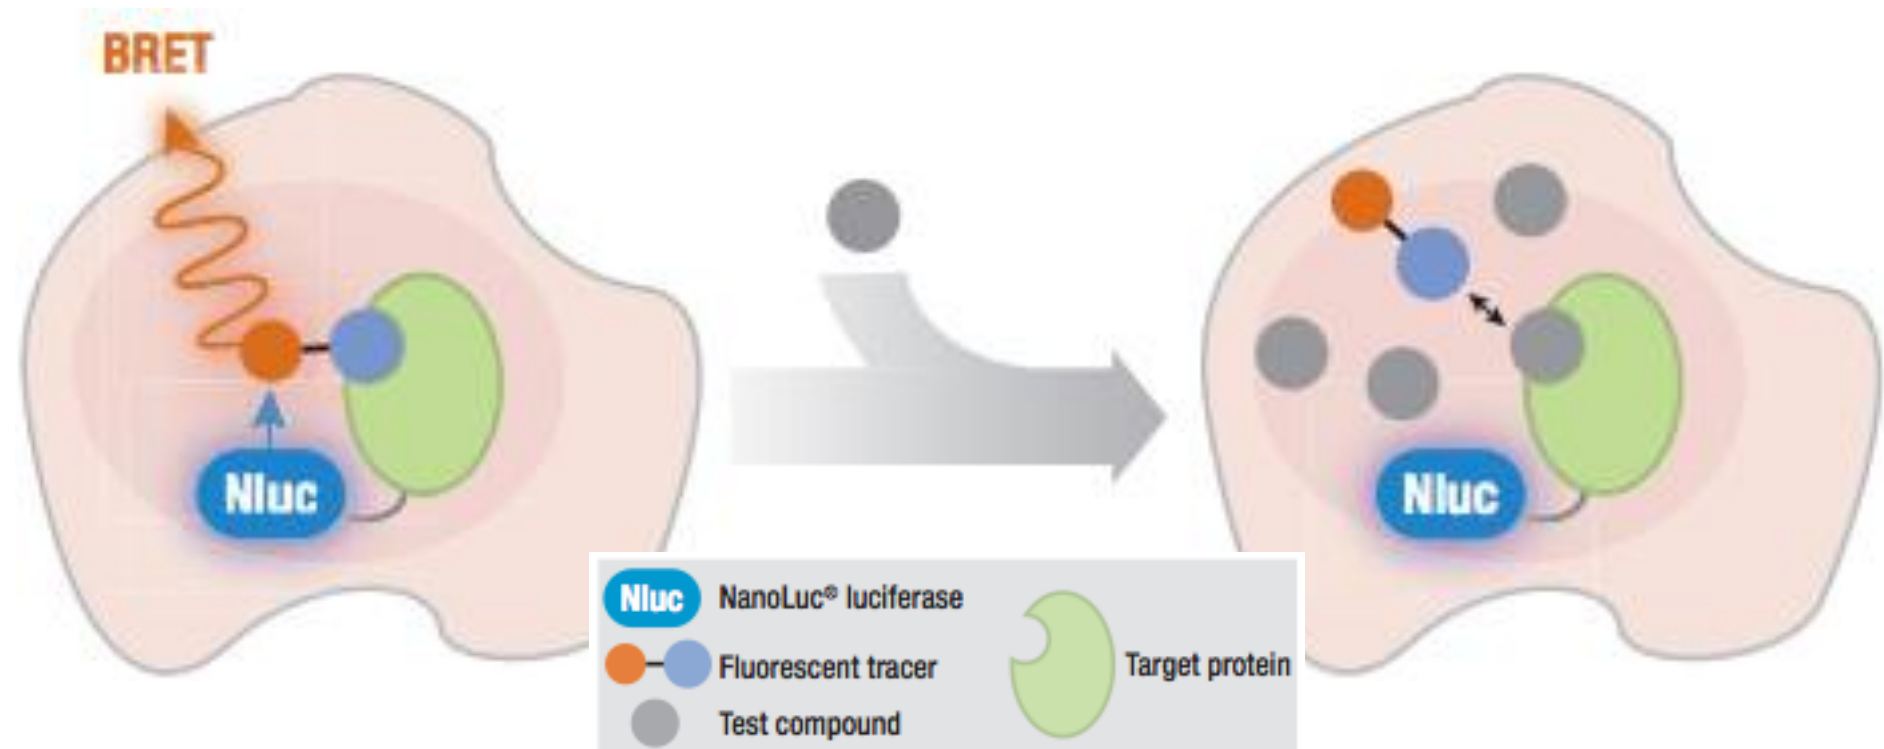 BRET
Nluc
Nluc
Nluc NanoLuc® luciferase
Fluorescent tracer
Target protein
Test compound